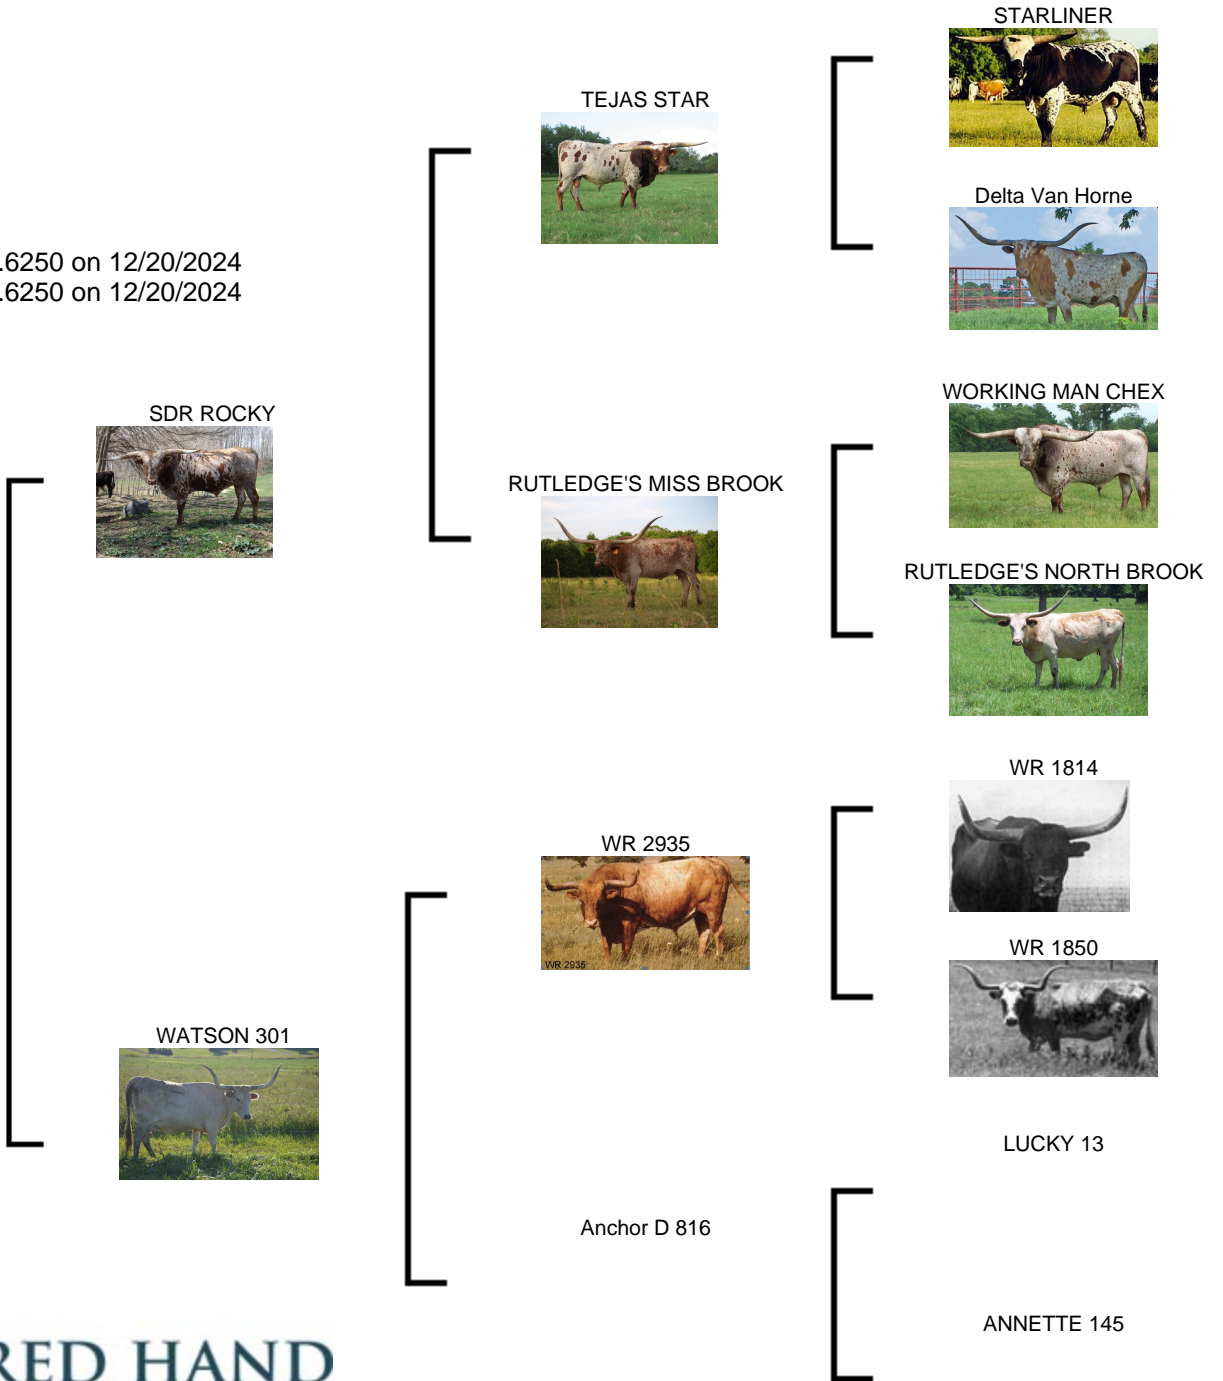 STARLINER
TEJAS STAR
Delta Van Horne
.6250 on 12/20/2024
.6250 on 12/20/2024
WORKING MAN CHEX
SDR ROCKY
RUTLEDGE'S MISS BROOK
RUTLEDGE'S NORTH BROOK
WR 1814
WR 2935
WR 2935
WR 1850
WATSON 301
LUCKY 13
Anchor D 816
ANNETTE 145
RED HAND